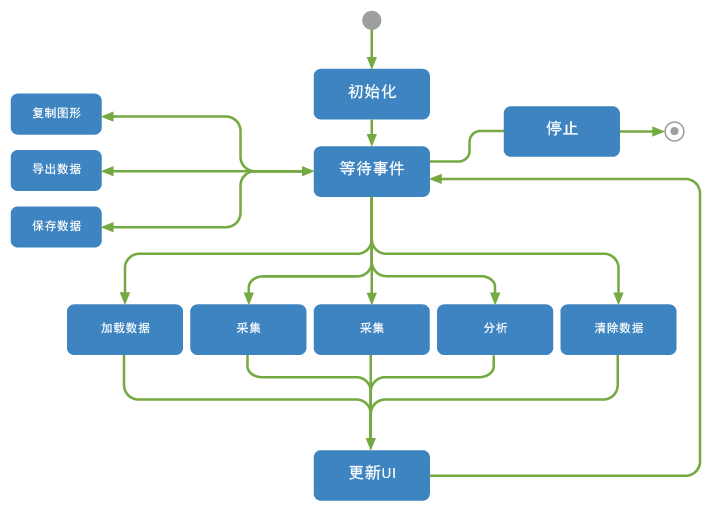 初始化
复制图形
停止
等待事件
导出数据
保存数据
加载数据
采集
采集
分析
清除数据
更新UI